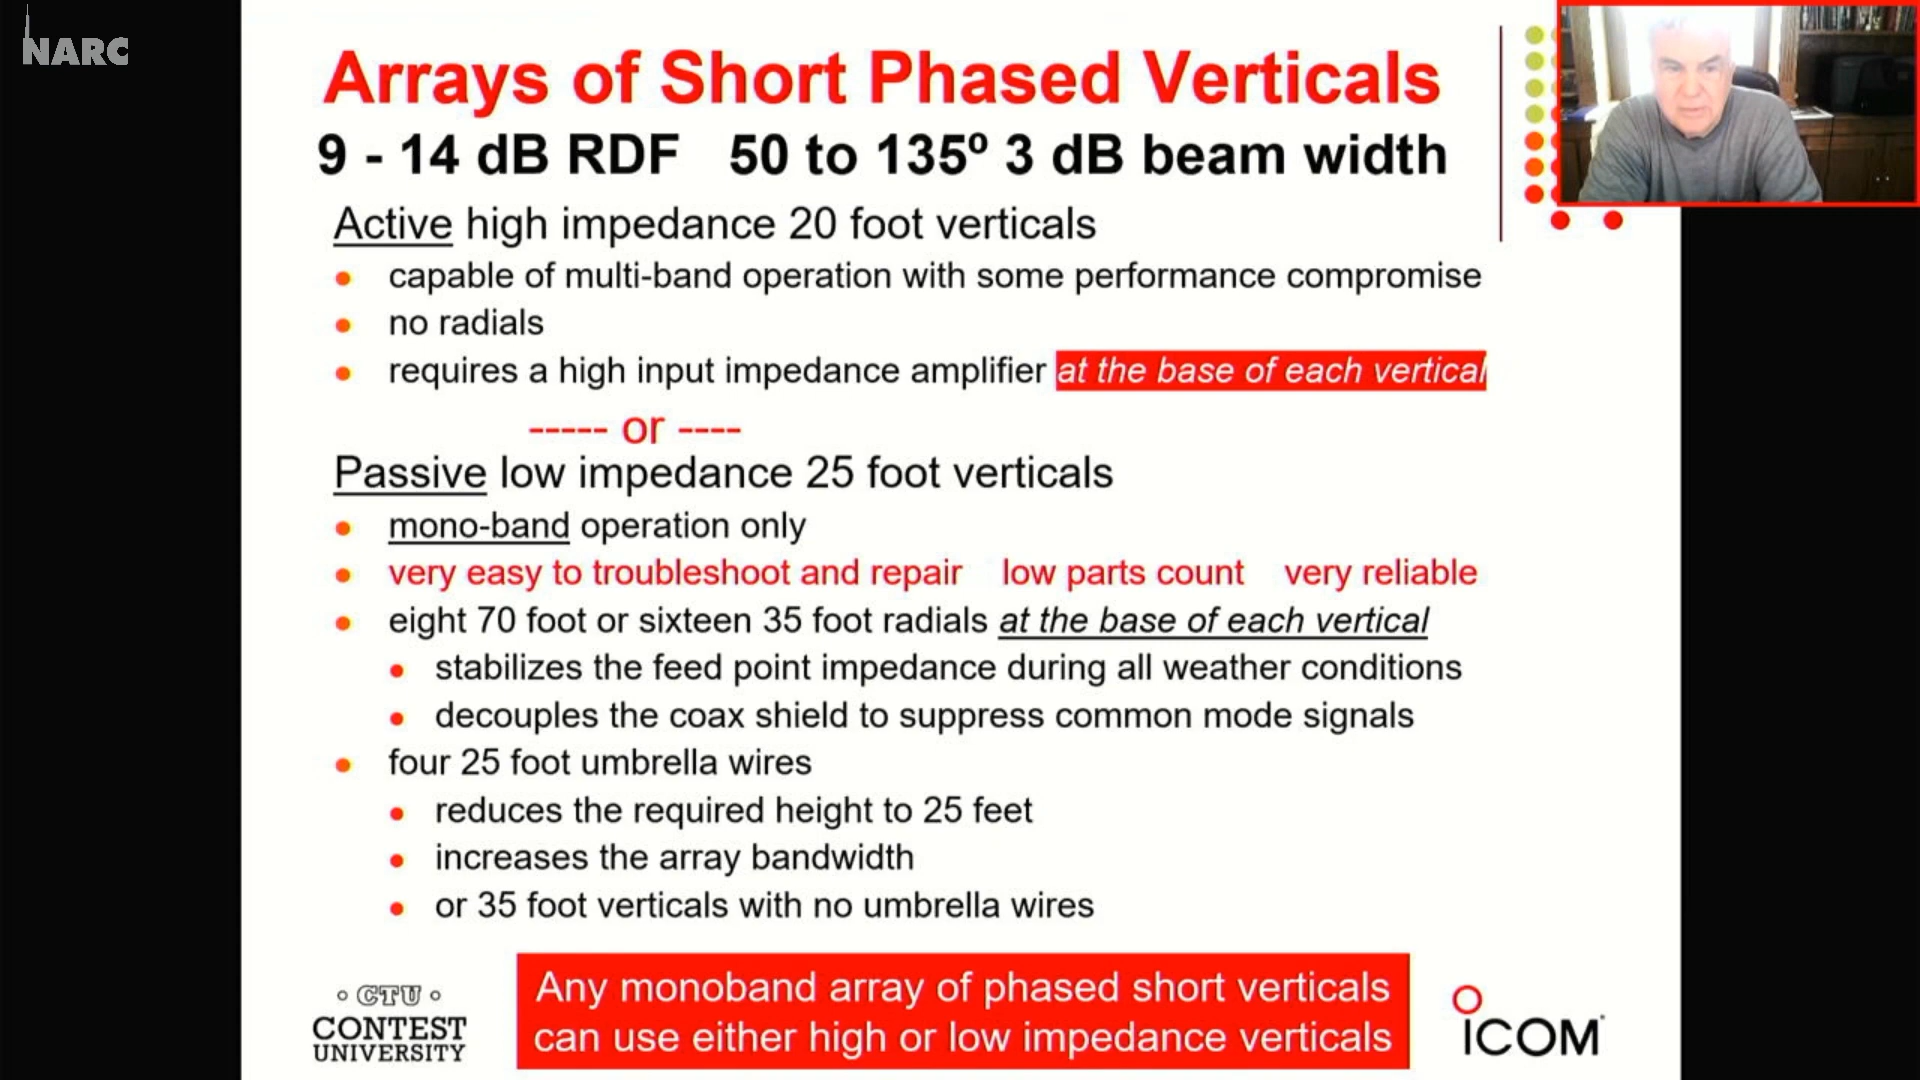 NARC
Arrays of Short Phased Verticals
9 - 14 dB RDF 50 to 135º 3 dB beam width
Active high impedance 20 foot verticals
capable of multi-band operation with some performance compromise
no radials
requires a high input impedance amplifier at the base of each vertical
----- or ----
Passive low impedance 25 foot verticals
mono-band operation only
very easy to troubleshoot and repair low parts count very reliable
eight 70 foot or sixteen 35 foot radials at the base of each vertical
stabilizes the feed point impedance during all weather conditions
decouples the coax shield to suppress common mode signals
four 25 foot umbrella wires
reduces the required height to 25 feet
increases the array bandwidth
or 35 foot verticals with no umbrella wires
CTU
CONTEST
UNIVERSITY
Any monoband array of phased short verticals
can use either high or low impedance verticals
ICOM